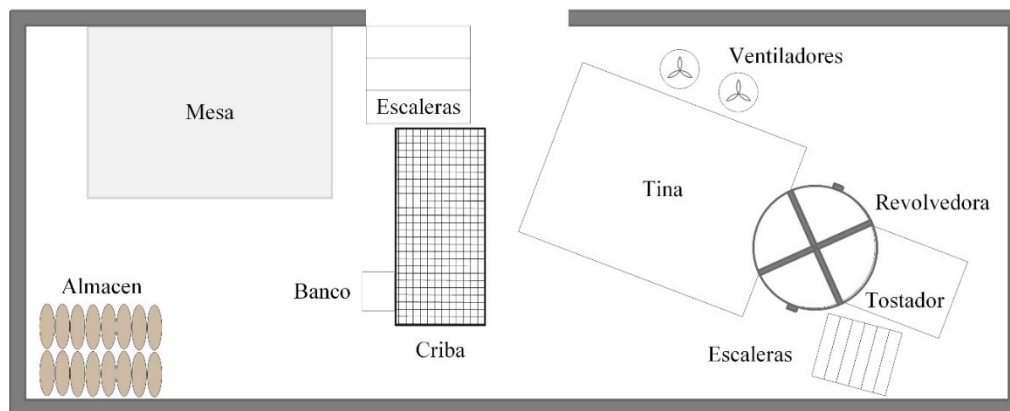 Ventiladores
Mesa
Escaleras
Tina
Revolvedora
Almacen
Banco
Tostador
Criba
Escaleras